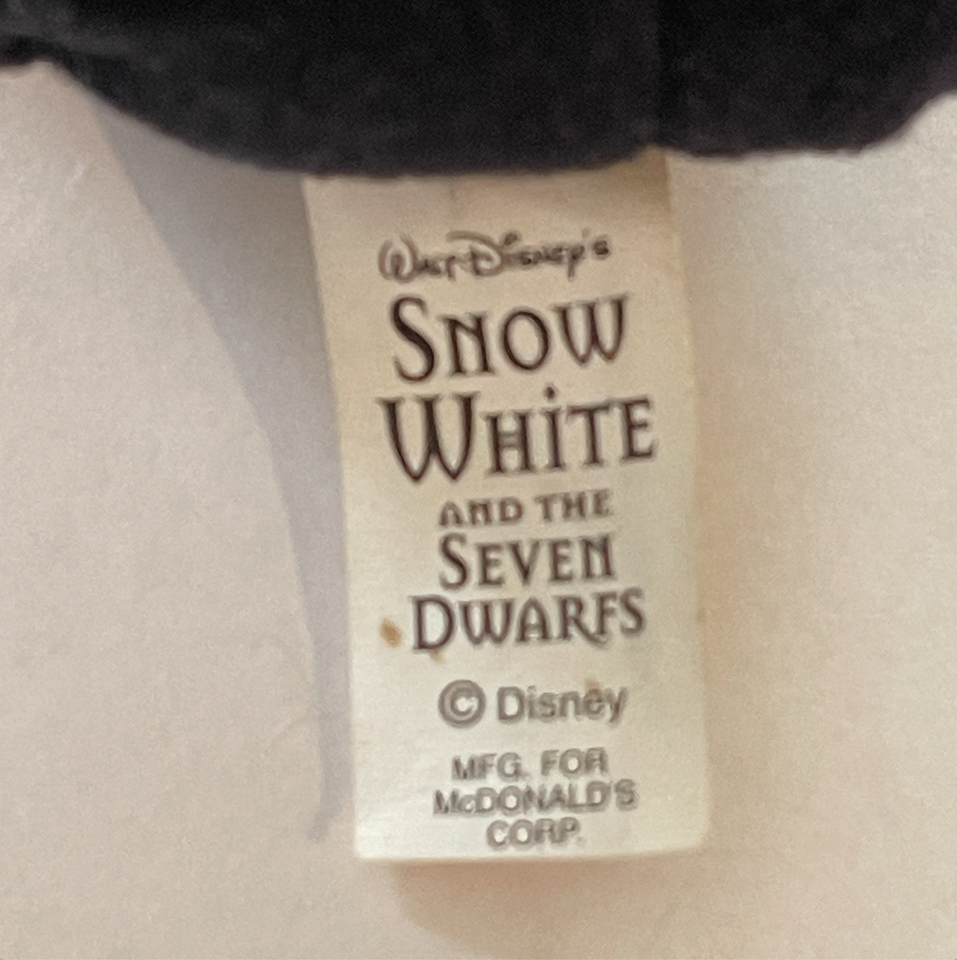 WALT DISNEY'S
SNOW
WHITE
AND THE
SEVEN
DWARFS
© Disney
MFG. FOR
McDONALD'S
CORP.